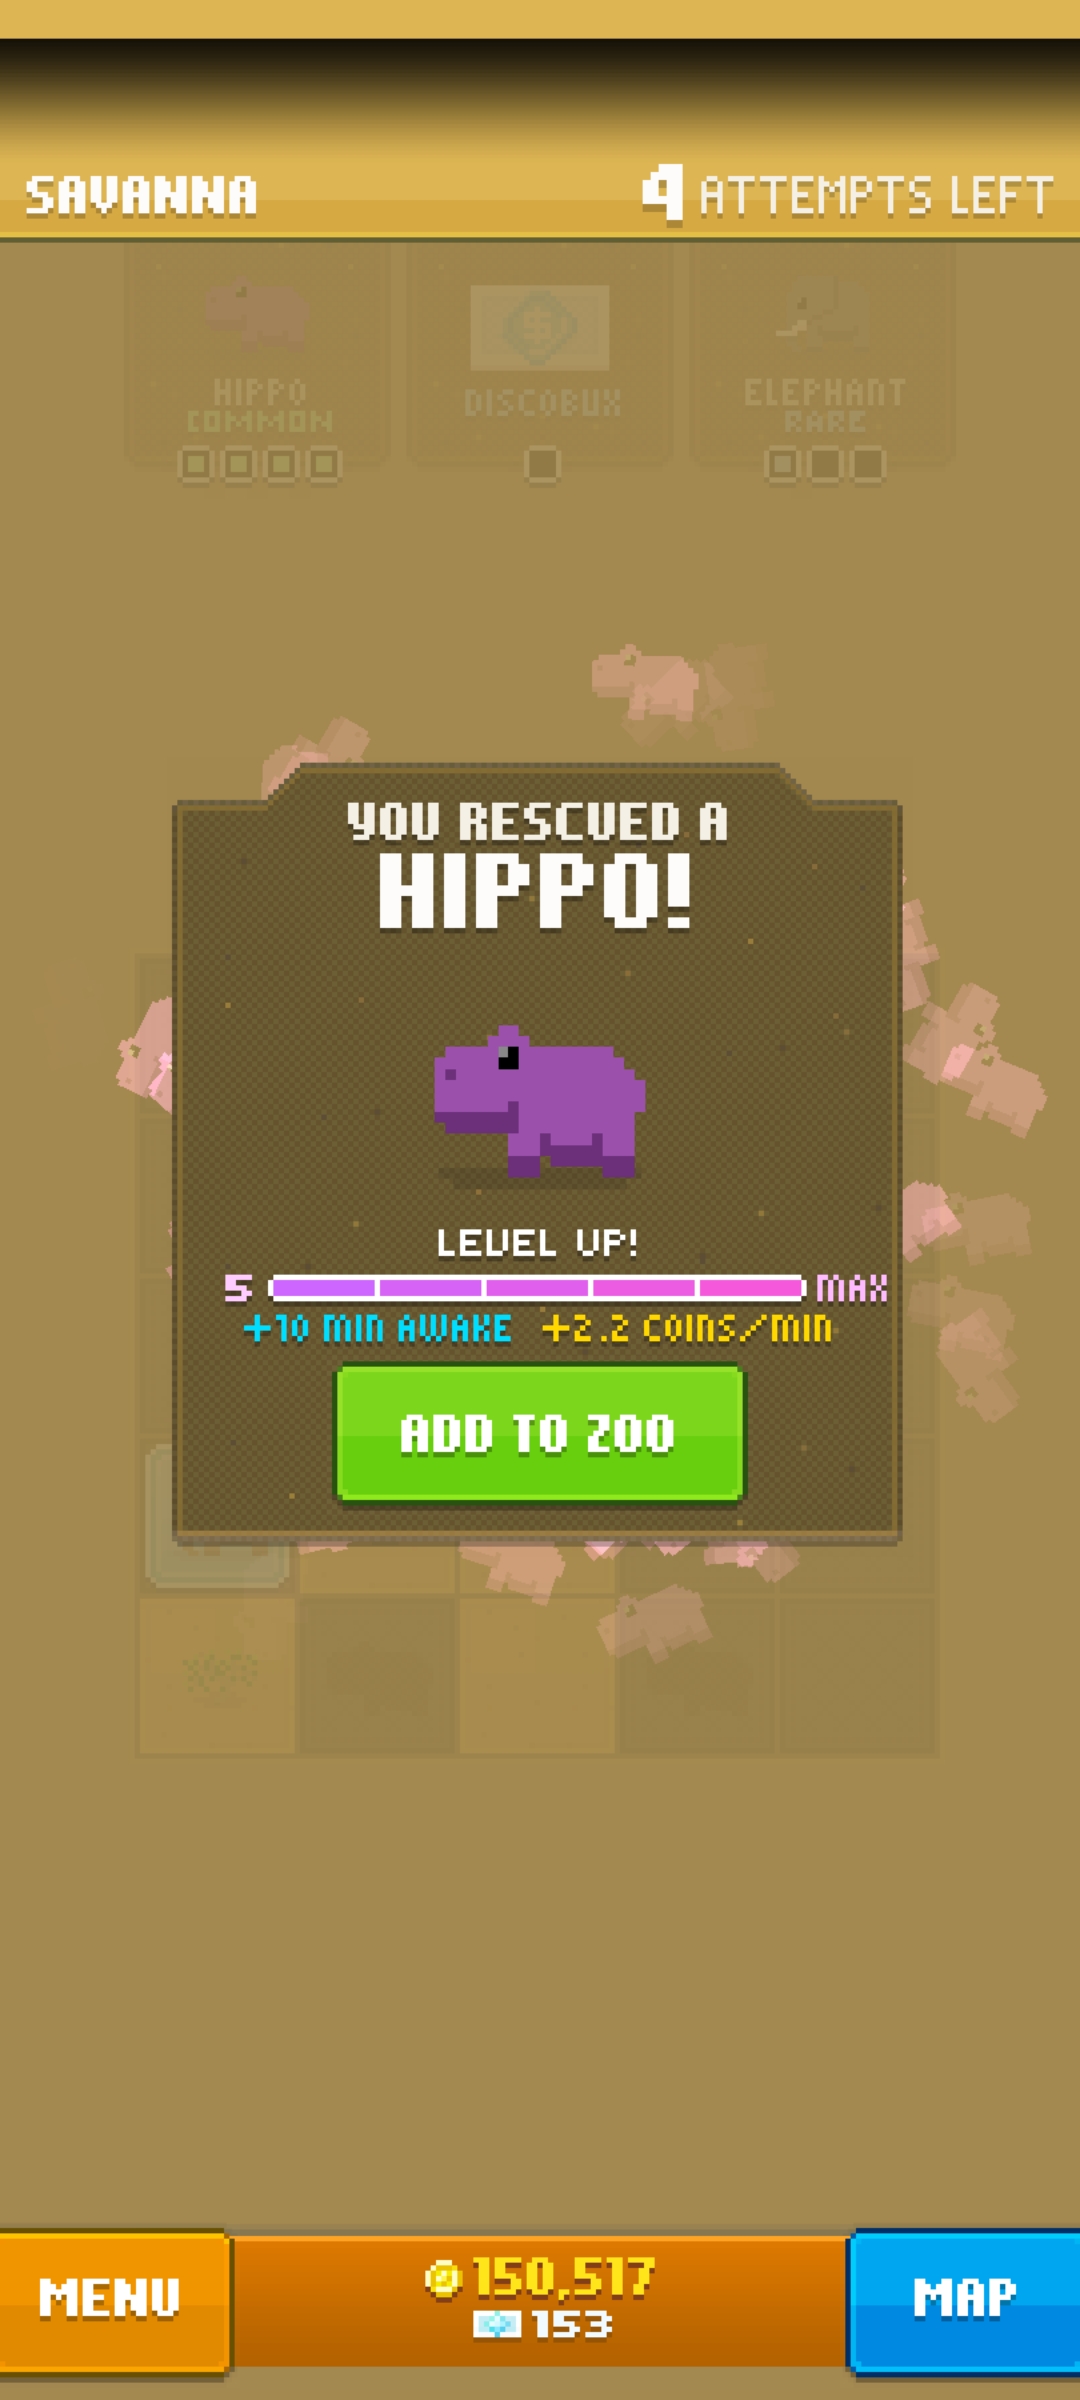 SAVANNA
4 ATTEMPTS LEFT
HIPPO
COMMON
DISCOBUX
ELEPHANT
RARE
YOU RESCUED A
HIPPO!
LEVEL UP!
5 MAX
+10 MIN AWAKE +2.2 COINS/MIN
ADD TO ZOO
MENU
150,517
153
MAP